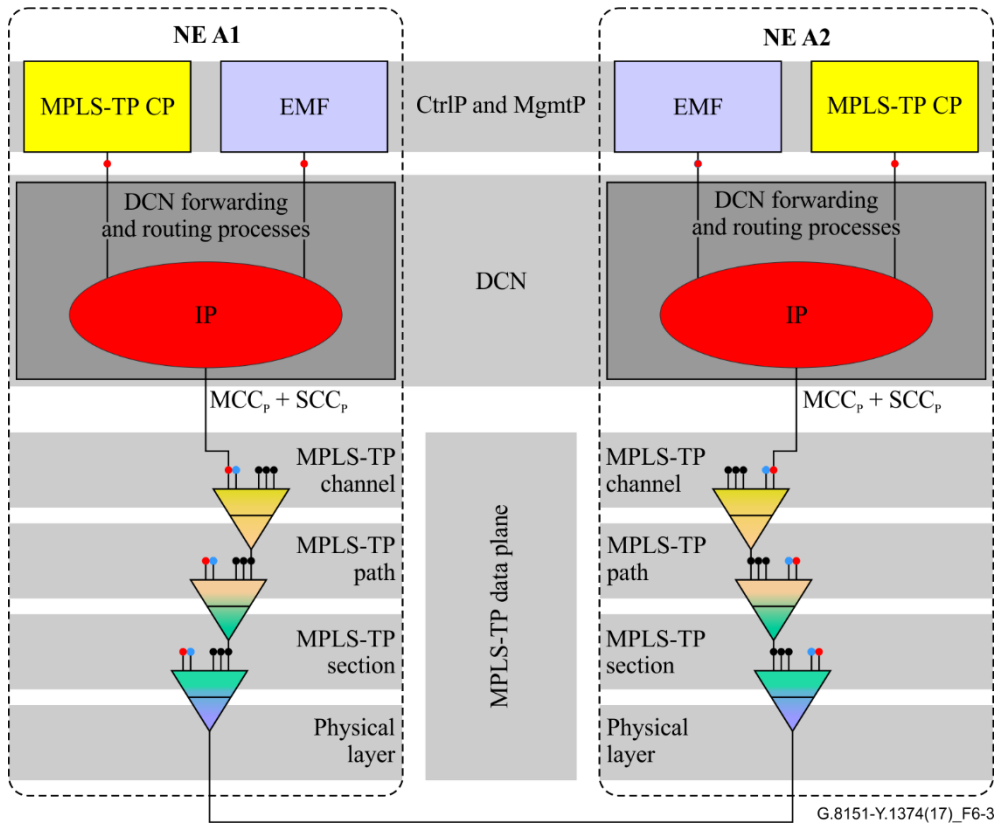 NE A1
NE A2
MPLS-TP CP
EMF
CtrlP and MgmtP
EMF
MPLS-TP CP
DCN forwarding
and routing processes
IP
DCN
DCN forwarding
and routing processes
IP
MCCP + SCCP
MCCP + SCCP
MPLS-TP
channel
MPLS-TP
path
MPLS-TP
section
Physical
layer
MPLS-TP data plane
MPLS-TP
channel
MPLS-TP
path
MPLS-TP
section
Physical
layer
G.8151-Y.1374(17)_F6-3